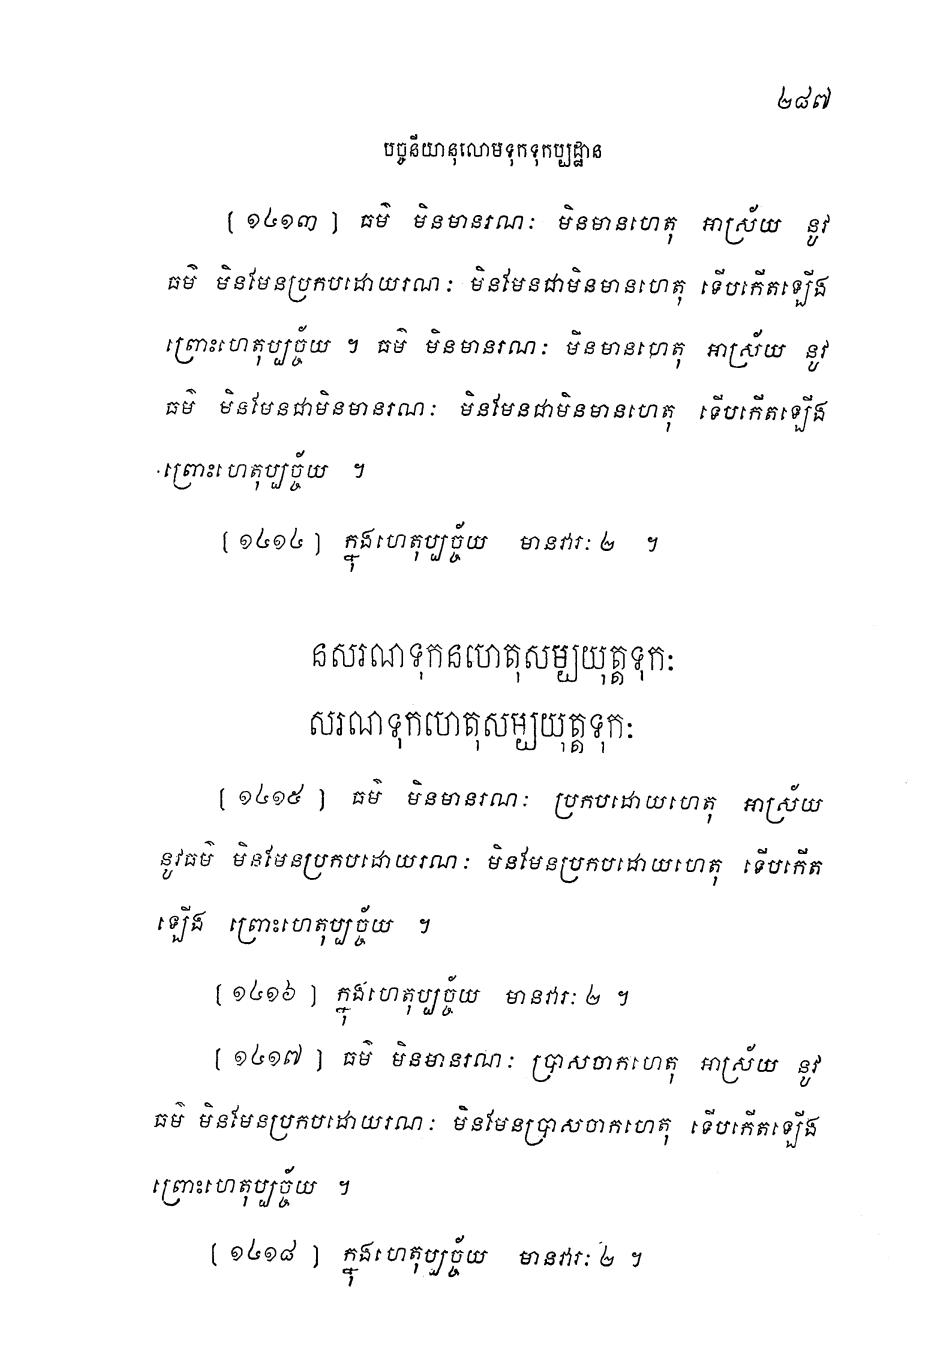 ២៨៧
បច្ចនីយានុលោមទុកទុកប្បដ្ឋាន
[ ១៤១៣ ] ធម៌ មិនមានរណៈ មិនមានហេតុ អាស្រ័យ នូវ
ធម៌ មិនមែនប្រកបដោយរណៈ មិនមែនជាមិនមានហេតុ ទើបកើតឡើង
ព្រោះហេតុប្បច្ច័យ ។ ធម៌ មិនមានរណៈ មិនមានហេតុ អាស្រ័យ នូវ
ធម៌ មិនមែនជាមិនមានរណៈ មិនមែនជាមិនមានហេតុ ទើបកើតឡើង
ព្រោះហេតុប្បច្ច័យ ។
[ ១៤១៤ ] ក្នុងហេតុប្បច្ច័យ មានវារៈ ២ ។
នសរណទុកនហេតុសម្បយុត្តទុកៈ
សរណទុកហេតុសម្បយុត្តទុកៈ
[ ១៤១៥ ] ធម៌ មិនមានរណៈ ប្រកបដោយហេតុ អាស្រ័យ
នូវធម៌ មិនមែនប្រកបដោយរណៈ មិនមែនប្រកបដោយហេតុ ទើបកើត
ឡើង ព្រោះហេតុប្បច្ច័យ ។
[ ១៤១៦ ] ក្នុងហេតុប្បច្ច័យ មានវារៈ ២ ។
[ ១៤១៧ ] ធម៌ មិនមានរណៈ ប្រាសចាកហេតុ អាស្រ័យ នូវ
ធម៌ មិនមែនប្រកបដោយរណៈ មិនមែនប្រាសចាកហេតុ ទើបកើតឡើង
ព្រោះហេតុប្បច្ច័យ ។
[ ១៤១៨ ] ក្នុងហេតុប្បច្ច័យ មានវារៈ ២ ។